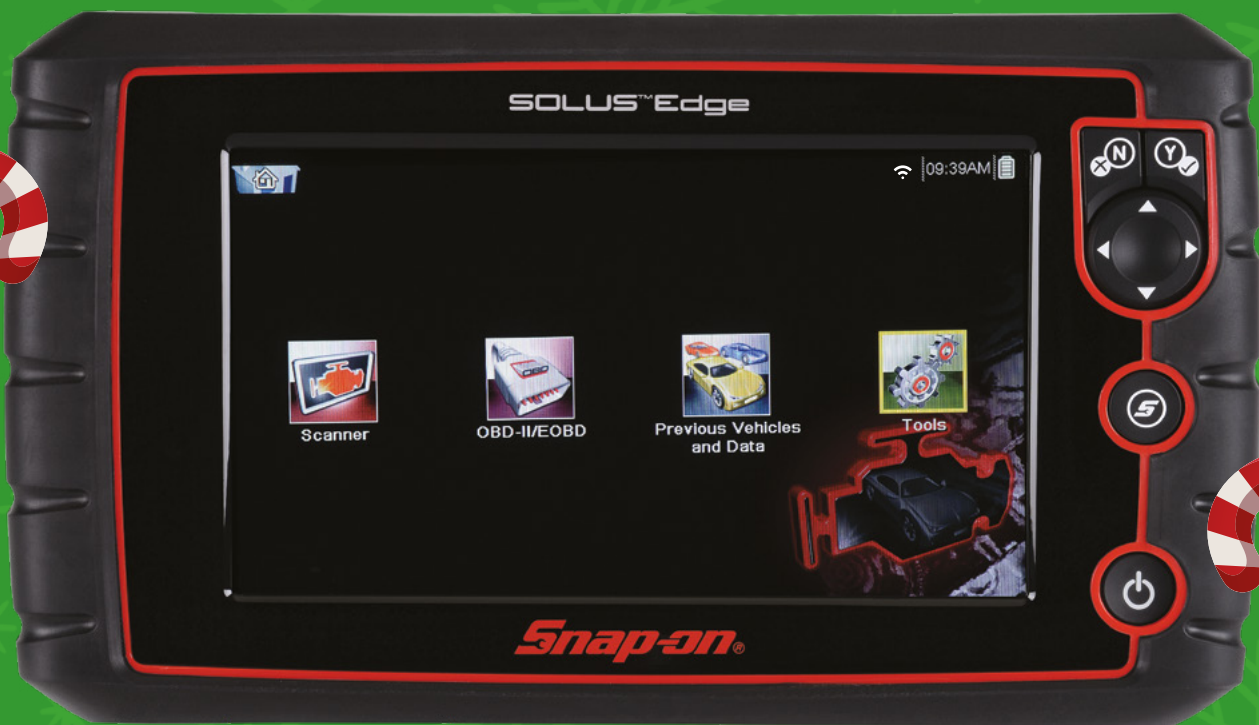 SOLUS™Edge
N Y
09:39AM
Scanner
OBD-II/EOBD
Previous Vehicles
and Data
Tools
S
Snap-on®